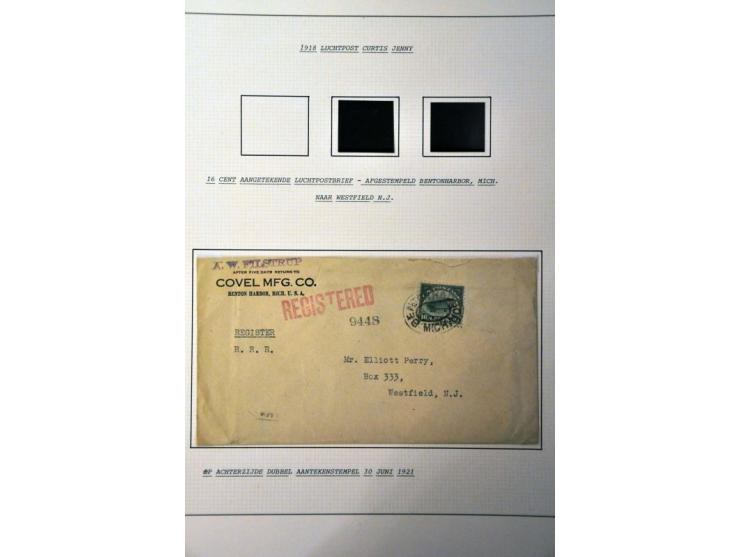 1918 LUCHTPOST CURTIS JENNY
16 CENT AANGETEKENDE LUCHTPOSTBRIEF - AFGESTEMPELD BENTONHARBOR, MICH.
NAAR WESTFIELD N.J.
A. W. FILSTRUP
AFTER FIVE DAYS RETURN TO
COVEL MFG. CO.
BENTON HARBOR, MICH. U. S. A.
REGISTERED
9448
MICH
REGISTER
R. R. R.
Mr. Elliott Perry,
Box 333,
Westfield, N.J.
OP ACHTERZIJDE DUBBEL AANTEKENSTEMPEL 30 JUNI 1921